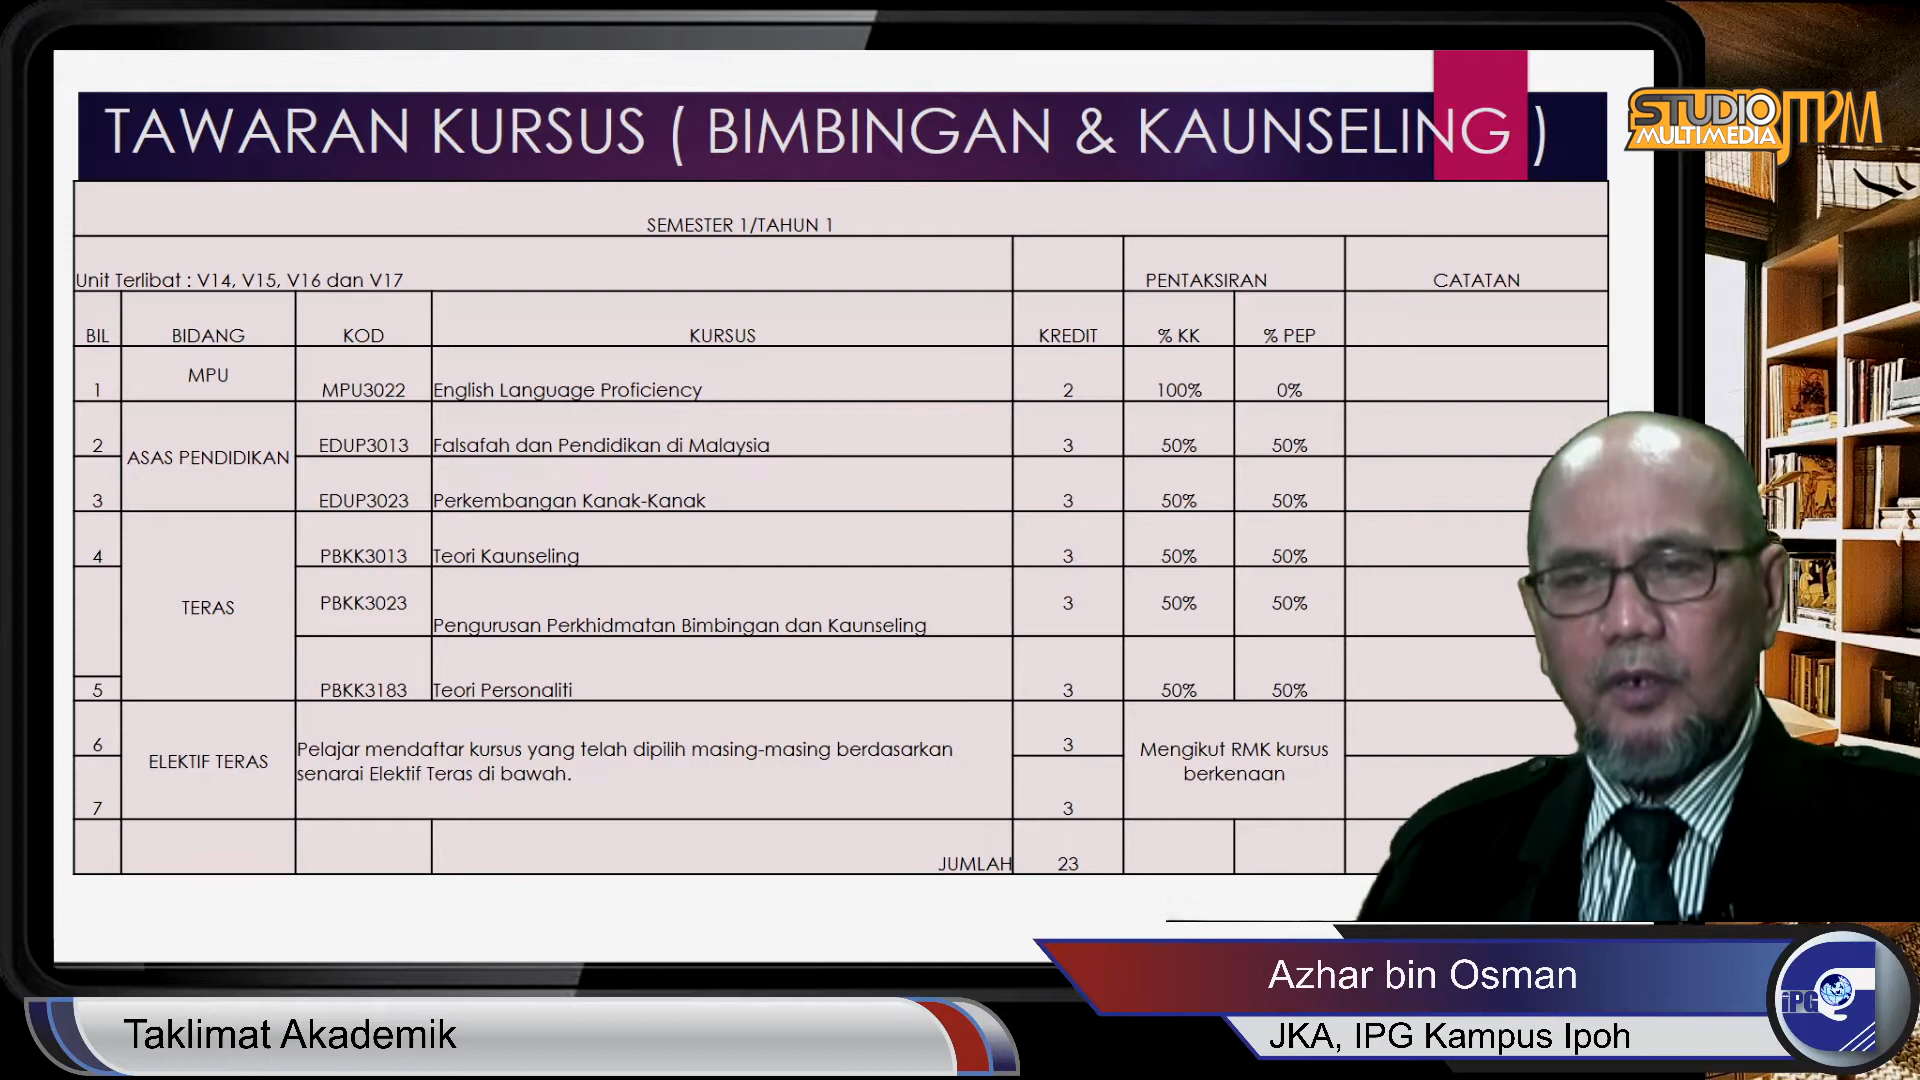 TAWARAN KURSUS ( BIMBINGAN & KAUNSELING )
STUDIO
MULTIMEDIA
JTPM
SEMESTER 1/TAHUN 1
Unit Terlibat : V14, V15, V16 dan V17 PENTAKSIRAN CATATAN
BIL BIDANG KOD KURSUS KREDIT % KK % PEP
1 MPU MPU3022 English Language Proficiency 2 100% 0%
2 ASAS PENDIDIKAN EDUP3013 Falsafah dan Pendidikan di Malaysia 3 50% 50%
3 EDUP3023 Perkembangan Kanak-Kanak 3 50% 50%
4 TERAS PBKK3013 Teori Kaunseling 3 50% 50%
PBKK3023 Pengurusan Perkhidmatan Bimbingan dan Kaunseling 3 50% 50%
5 PBKK3183 Teori Personaliti 3 50% 50%
6 ELEKTIF TERAS Pelajar mendaftar kursus yang telah dipilih masing-masing berdasarkan 3 Mengikut RMK kursus
senarai Elektif Teras di bawah. berkenaan
7 3
JUMLAH 23
Azhar bin Osman
JKA, IPG Kampus Ipoh
iPG
Taklimat Akademik